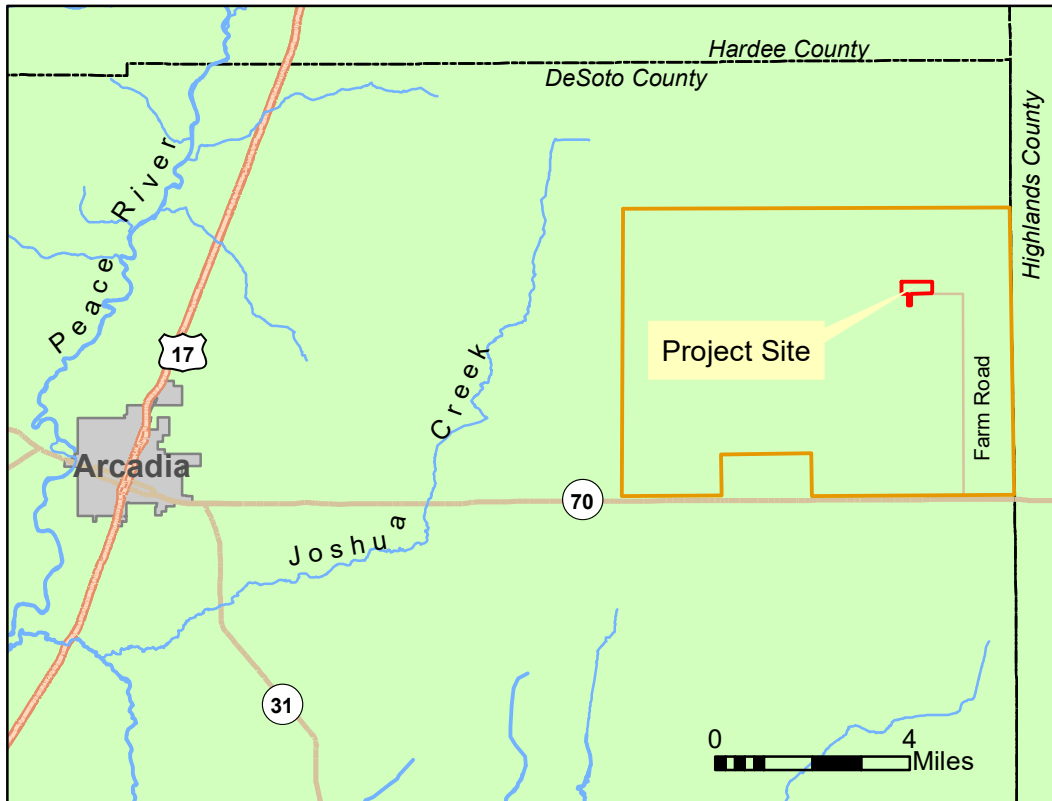 Hardee County
DeSoto County
Highlands County
Peace River
17
Project Site
Farm Road
Creek
Arcadia
70
Joshua
31
0 4
Miles